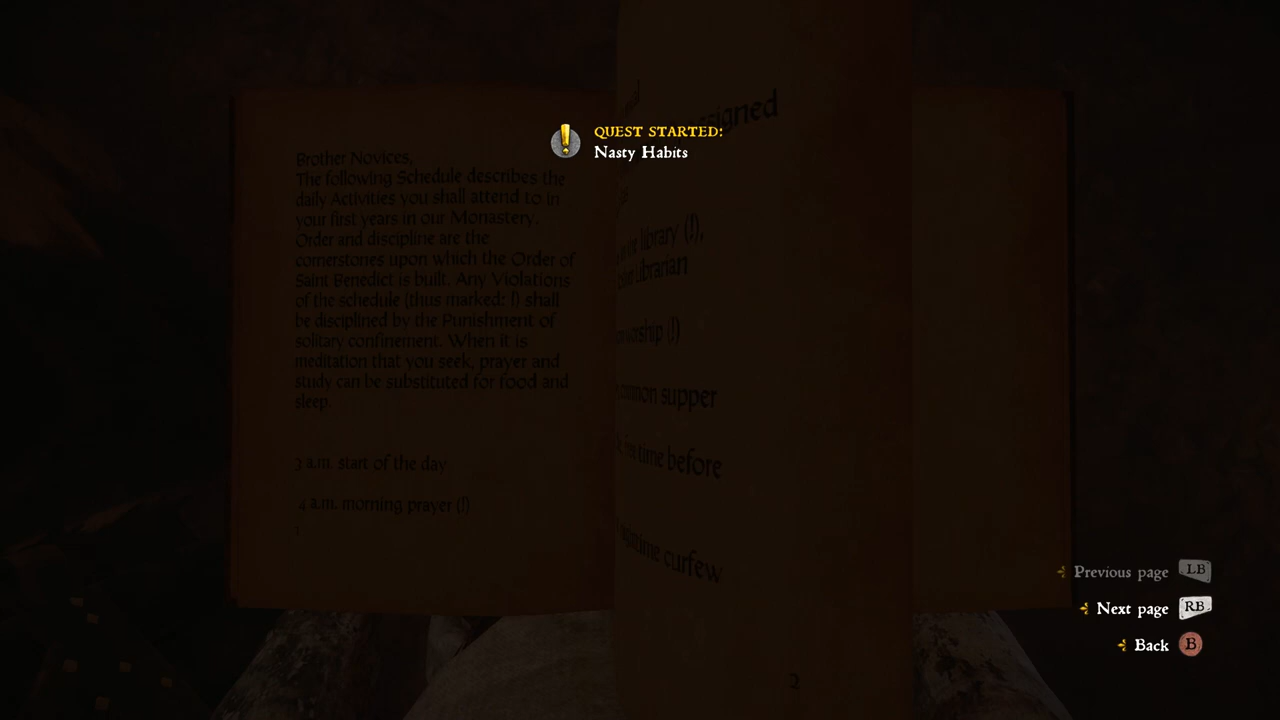 QUEST STARTED:
Nasty Habits
Brother Novices,
The following Schedule describes the
daily Activities you shall attend to in
your first years in our Monastery.
Order and discipline are the
cornerstones upon which the Order of
Saint Benedict is built. Any Violations
of the schedule (thus marked: !) shall
be disciplined by the Punishment of
solitary confinement. When it is
meditation that you seek, prayer and
study can be substituted for food and
sleep.
3 a.m. start of the day
4 a.m. morning prayer (!)
1
library (!),
librarian
worship (!)
common supper
time before
curfew
2
Previous page LB
Next page RB
Back B